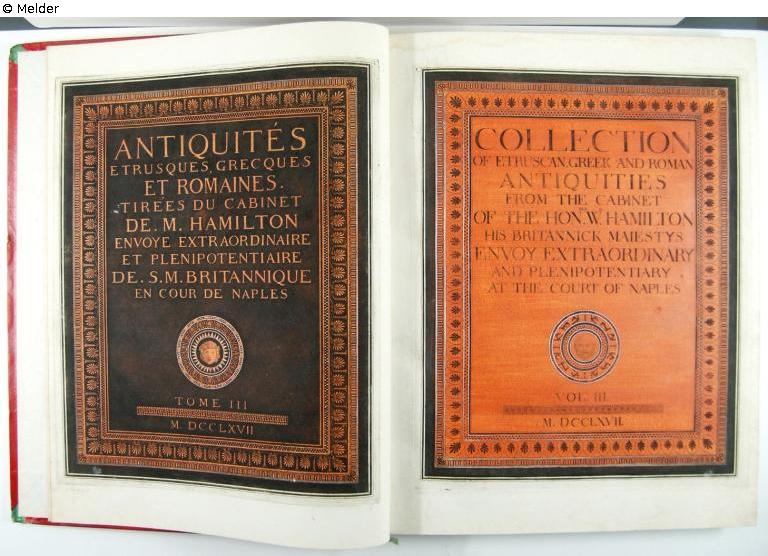 © Melder
ANTIQUITÉS
ETRUSQUES, GRECQUES
ET ROMAINES.
TIRÉES DU CABINET
DE M. HAMILTON
ENVOYE EXTRAORDINAIRE
ET PLENIPOTENTIAIRE
DE S.M. BRITANNIQUE
EN COUR DE NAPLES
TOME III
M. DCCLXVII
COLLECTION
OF ETRUSCAN, GREEK AND ROMAN
ANTIQUITIES
FROM THE CABINET
OF THE HON. W. HAMILTON
HIS BRITANNICK MAIESTYS
ENVOY EXTRAORDINARY
AND PLENIPOTENTIARY
AT THE COURT OF NAPLES
VOL. III.
M. DCCLXVII.